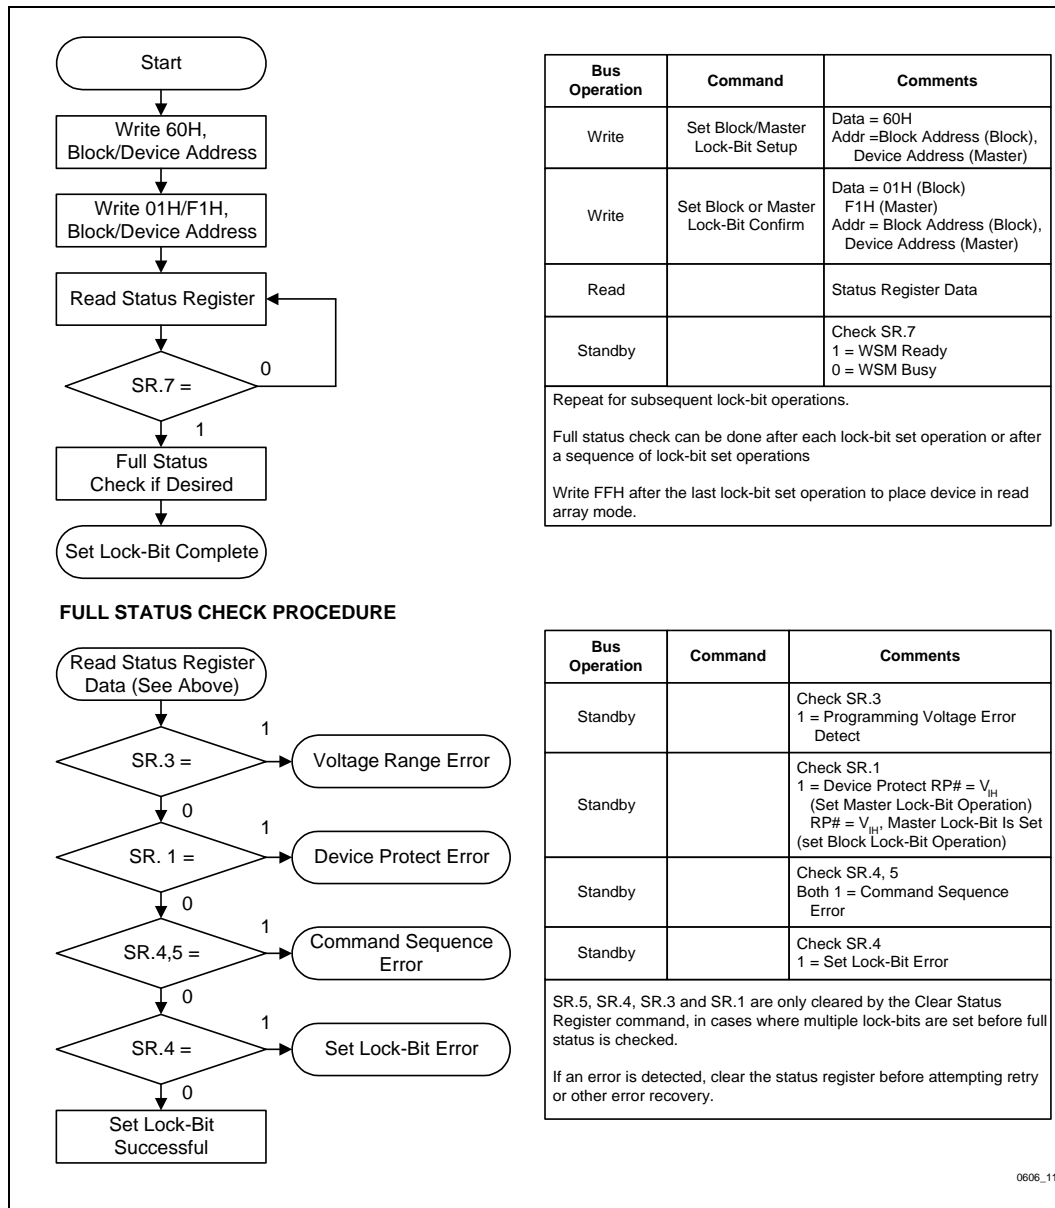 Start
Write 60H,
Block/Device Address
Write 01H/F1H,
Block/Device Address
Read Status Register
SR.7 =
0
1
Full Status
Check if Desired
Set Lock-Bit Complete
Bus
Operation
Command
Comments
Write
Set Block/Master
Lock-Bit Setup
Data = 60H
Addr =Block Address (Block),
Device Address (Master)
Write
Set Block or Master
Lock-Bit Confirm
Data = 01H (Block)
F1H (Master)
Addr = Block Address (Block),
Device Address (Master)
Read
Status Register Data
Standby
Check SR.7
1 = WSM Ready
0 = WSM Busy
Repeat for subsequent lock-bit operations.
Full status check can be done after each lock-bit set operation or after
a sequence of lock-bit set operations
Write FFH after the last lock-bit set operation to place device in read
array mode.
FULL STATUS CHECK PROCEDURE
Read Status Register
Data (See Above)
SR.3 =
1
Voltage Range Error
0
SR. 1 =
1
Device Protect Error
0
SR.4,5 =
1
Command Sequence
Error
0
SR.4 =
1
Set Lock-Bit Error
0
Set Lock-Bit
Successful
Bus
Operation
Command
Comments
Standby
Check SR.3
1 = Programming Voltage Error
Detect
Standby
Check SR.1
1 = Device Protect RP# = VIH
(Set Master Lock-Bit Operation)
RP# = VIH, Master Lock-Bit Is Set
(set Block Lock-Bit Operation)
Standby
Check SR.4, 5
Both 1 = Command Sequence
Error
Standby
Check SR.4
1 = Set Lock-Bit Error
SR.5, SR.4, SR.3 and SR.1 are only cleared by the Clear Status
Register command, in cases where multiple lock-bits are set before full
status is checked.
If an error is detected, clear the status register before attempting retry
or other error recovery.
0606_11